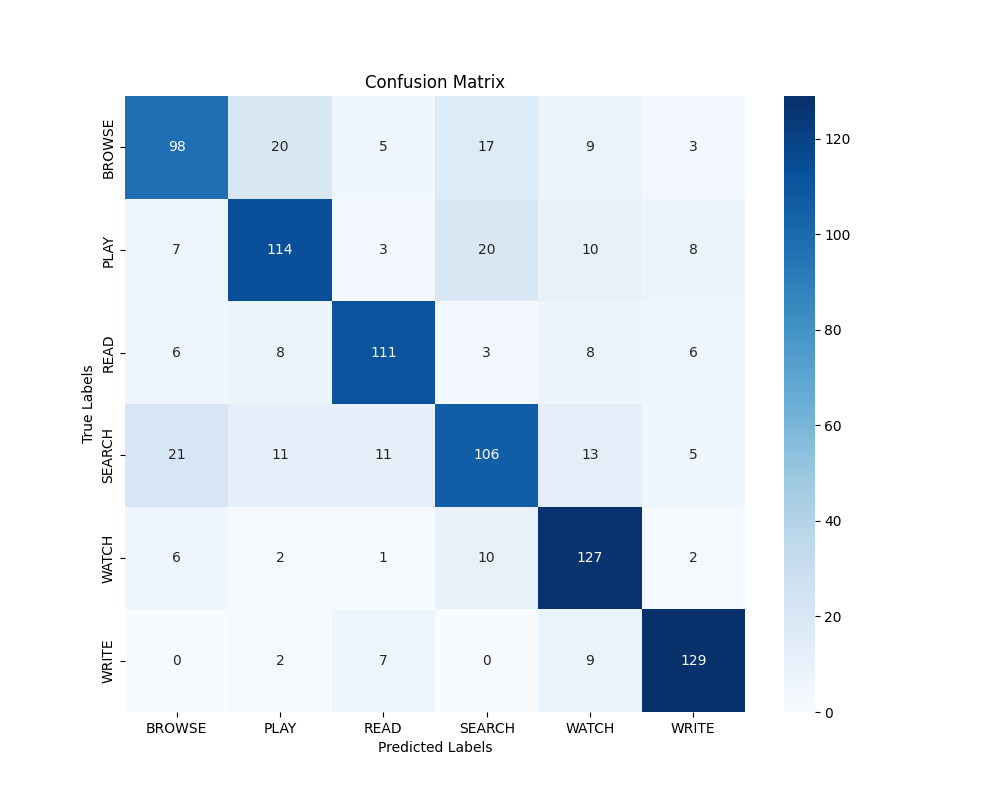 Confusion Matrix
BROWSE 98 20 5 17 9 3
PLAY 7 114 3 20 10 8
READ 6 8 111 3 8 6
SEARCH 21 11 11 106 13 5
WATCH 6 2 1 10 127 2
WRITE 0 2 7 0 9 129
True Labels
BROWSE PLAY READ SEARCH WATCH WRITE
Predicted Labels
120
100
80
60
40
20
0